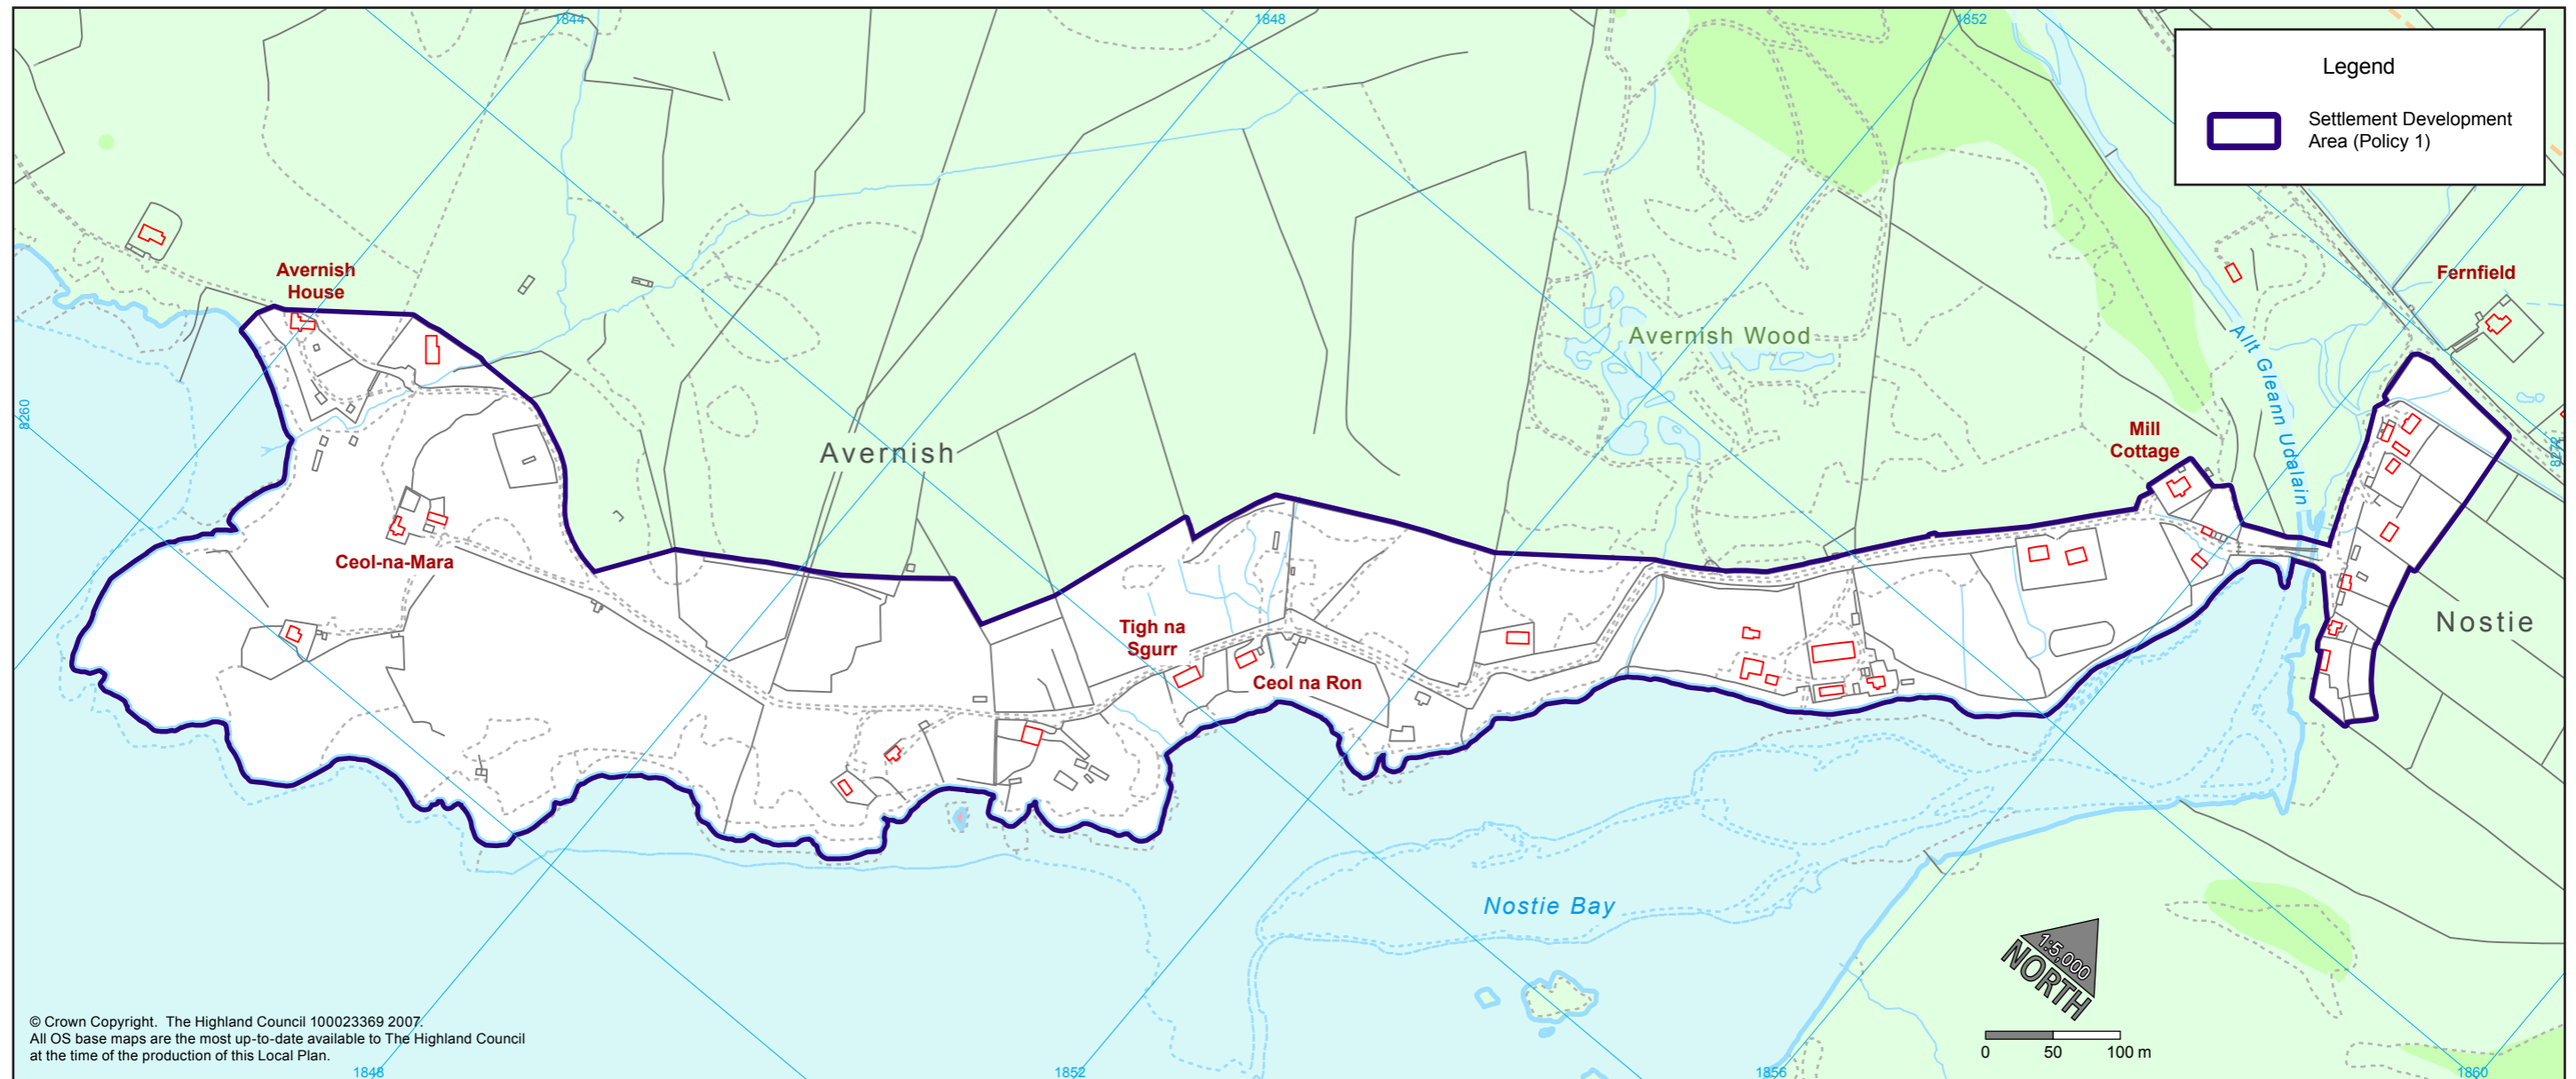 1844
1848
1852
Legend
Settlement Development
Area (Policy 1)
Avernish
House
Fernfield
Avernish Wood
Allt Gleann Udalain
8260
Avernish
Mill
Cottage
8272
Ceol-na-Mara
Tigh na
Sgurr
Nostie
Ceol na Ron
Nostie Bay
1:5,000
NORTH
© Crown Copyright. The Highland Council 100023369 2007.
All OS base maps are the most up-to-date available to The Highland Council
at the time of the production of this Local Plan.
0 50 100 m
1848
1852
1856
1860